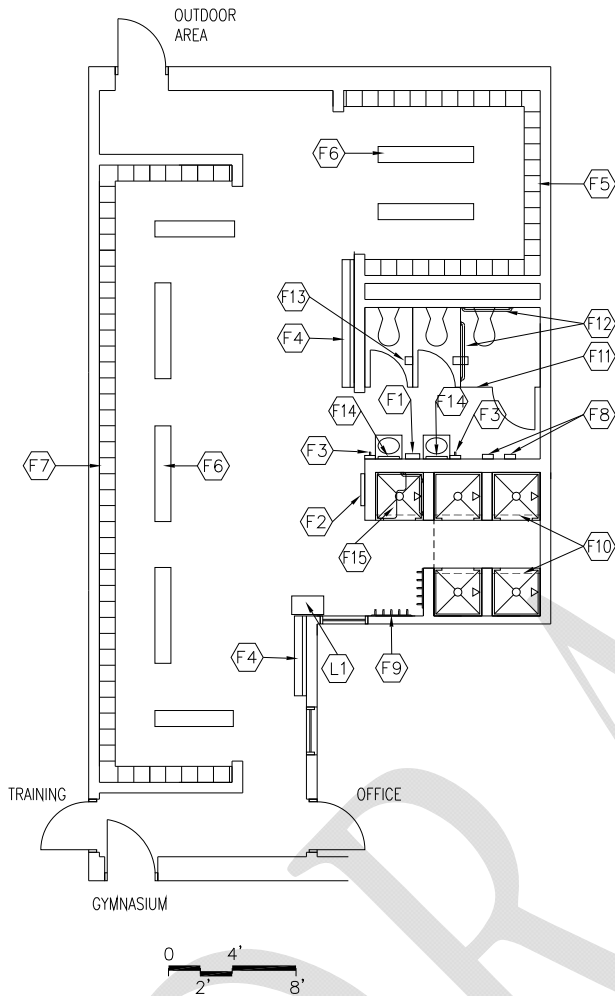 OUTDOOR
AREA
F6
F5
F13
F12
F4
F11
F14
F1
F14
F3
F3
F8
F7
F6
F2
F15
F10
F4
L1
F9
TRAINING
OFFICE
GYMNASIUM
0
4'
2'
8'